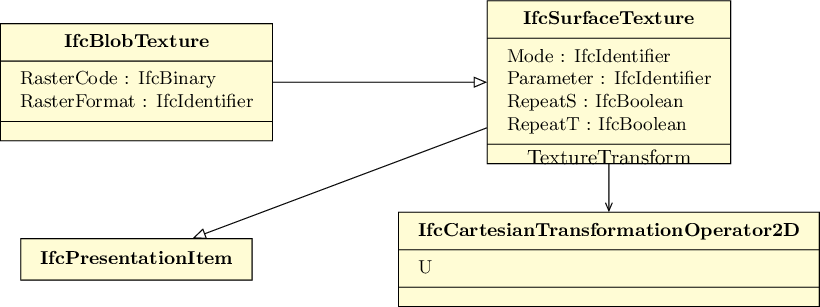 IfcBlobTexture
RasterCode : IfcBinary
RasterFormat : IfcIdentifier
IfcSurfaceTexture
Mode : IfcIdentifier
Parameter : IfcIdentifier
RepeatS : IfcBoolean
RepeatT : IfcBoolean
TextureTransform
IfcPresentationItem
IfcCartesianTransformationOperator2D
U